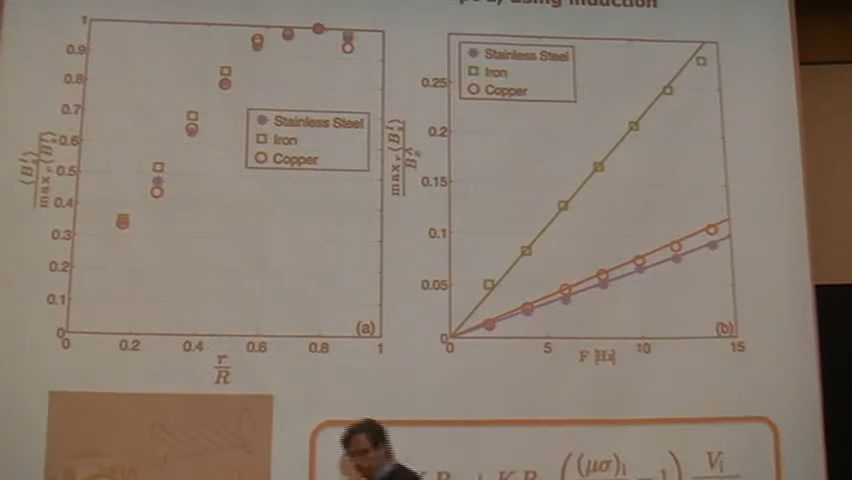 using induction
1
0.9
0.8
0.7
0.6
0.5
0.4
0.3
0.2
0.1
0
0 0.2 0.4 0.6 0.8 1
r
R
Stainless Steel
Iron
Copper
(a)
Stainless Steel
Iron
Copper
0.25
0.2
0.15
0.1
0.05
0
0 5 10 15
F [Hz]
(b)
(μσ)i
Vi